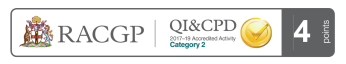 RACGP
QI&CPD
2017–19 Accredited Activity
Category 2
4
points